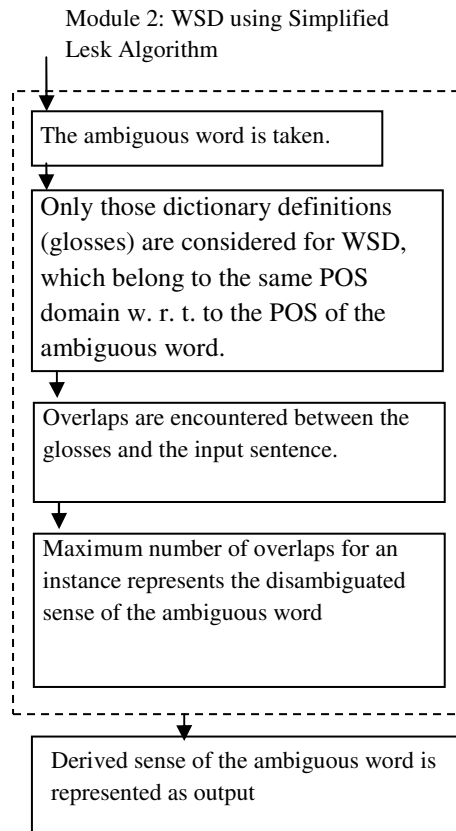 Module 2: WSD using Simplified
Lesk Algorithm
The ambiguous word is taken.
Only those dictionary definitions
(glosses) are considered for WSD,
which belong to the same POS
domain w. r. t. to the POS of the
ambiguous word.
Overlaps are encountered between the
glosses and the input sentence.
Maximum number of overlaps for an
instance represents the disambiguated
sense of the ambiguous word
Derived sense of the ambiguous word is
represented as output